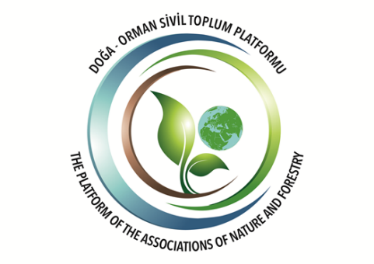 DOĞA - ORMAN SİVİL TOPLUM PLATFORMU
THE PLATFORM OF THE ASSOCIATIONS OF NATURE AND FORESTRY